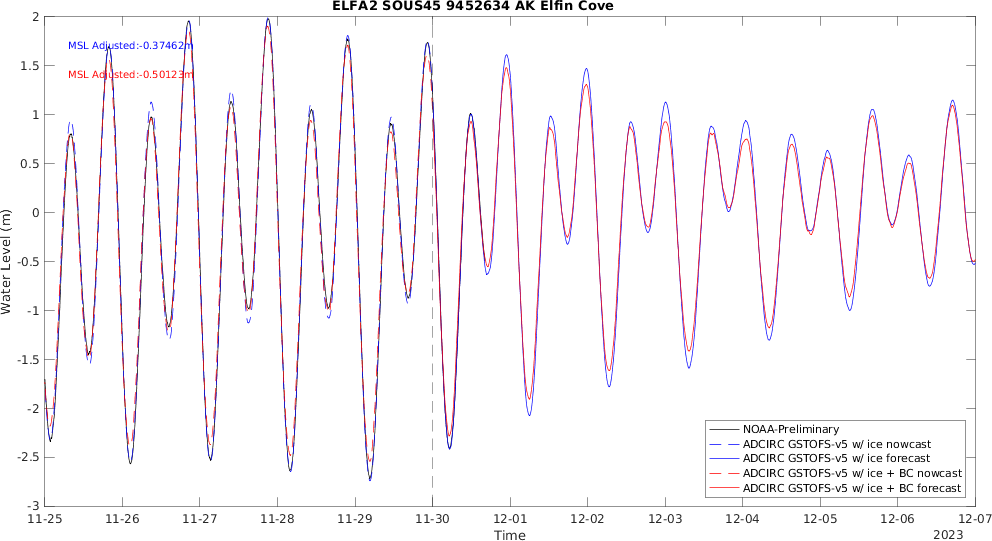 ELFA2 SOUS45 9452634 AK Elfin Cove
MSL Adjusted:-0.37462m
MSL Adjusted:-0.50123m
2
1.5
1
0.5
0
-0.5
-1
-1.5
-2
-2.5
-3
Water Level (m)
NOAA-Preliminary
ADCIRC GSTOFS-v5 w/ ice nowcast
ADCIRC GSTOFS-v5 w/ ice forecast
ADCIRC GSTOFS-v5 w/ ice + BC nowcast
ADCIRC GSTOFS-v5 w/ ice + BC forecast
11-25 11-26 11-27 11-28 11-29 11-30 12-01 12-02 12-03 12-04 12-05 12-06 12-07
Time
2023